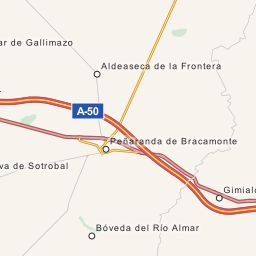 ar de Gallimazo
Aldeaseca de la Frontera
A-50
Peñaranda de Bracamonte
va de Sotrobal
Gimial
Bóveda del Río Almar